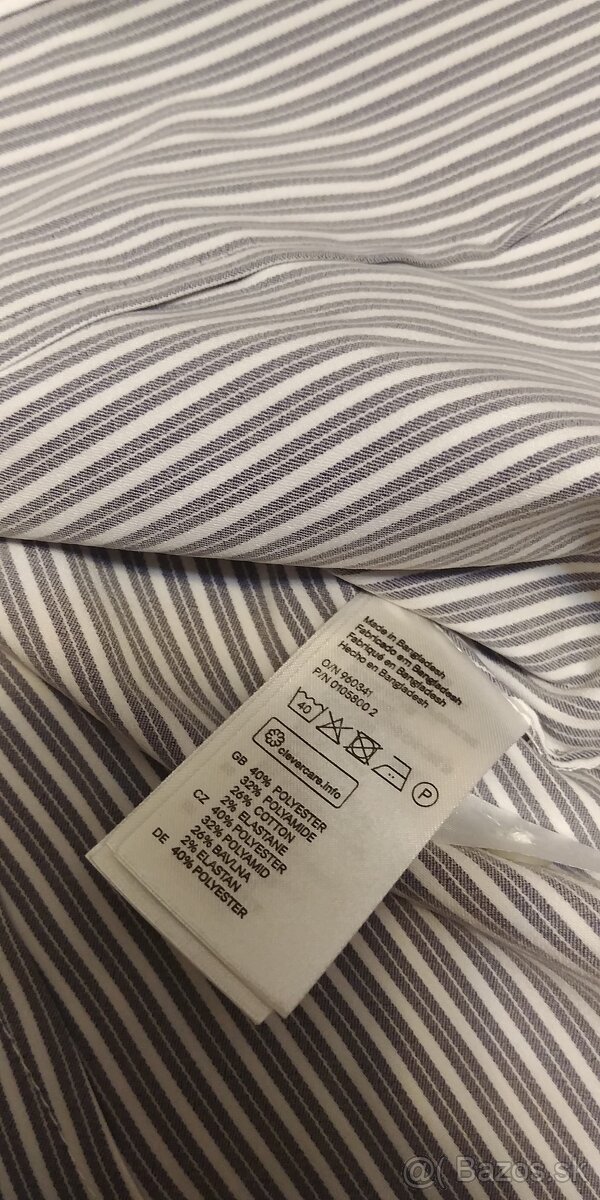 Made in Bangladesh
Fabricado em Bangladesh
Fabriqué en Bangladesh
Hecho en Bangladesh
O/N 960341
P/N 0105800.2
40
P
clevercare.info
GB 40% POLYESTER
32% POLYAMIDE
26% COTTON
2% ELASTANE
CZ 40% POLYESTER
32% POLYAMID
26% BAVLNA
2% ELASTAN
DE 40% POLYESTER
@( Bazos.sk